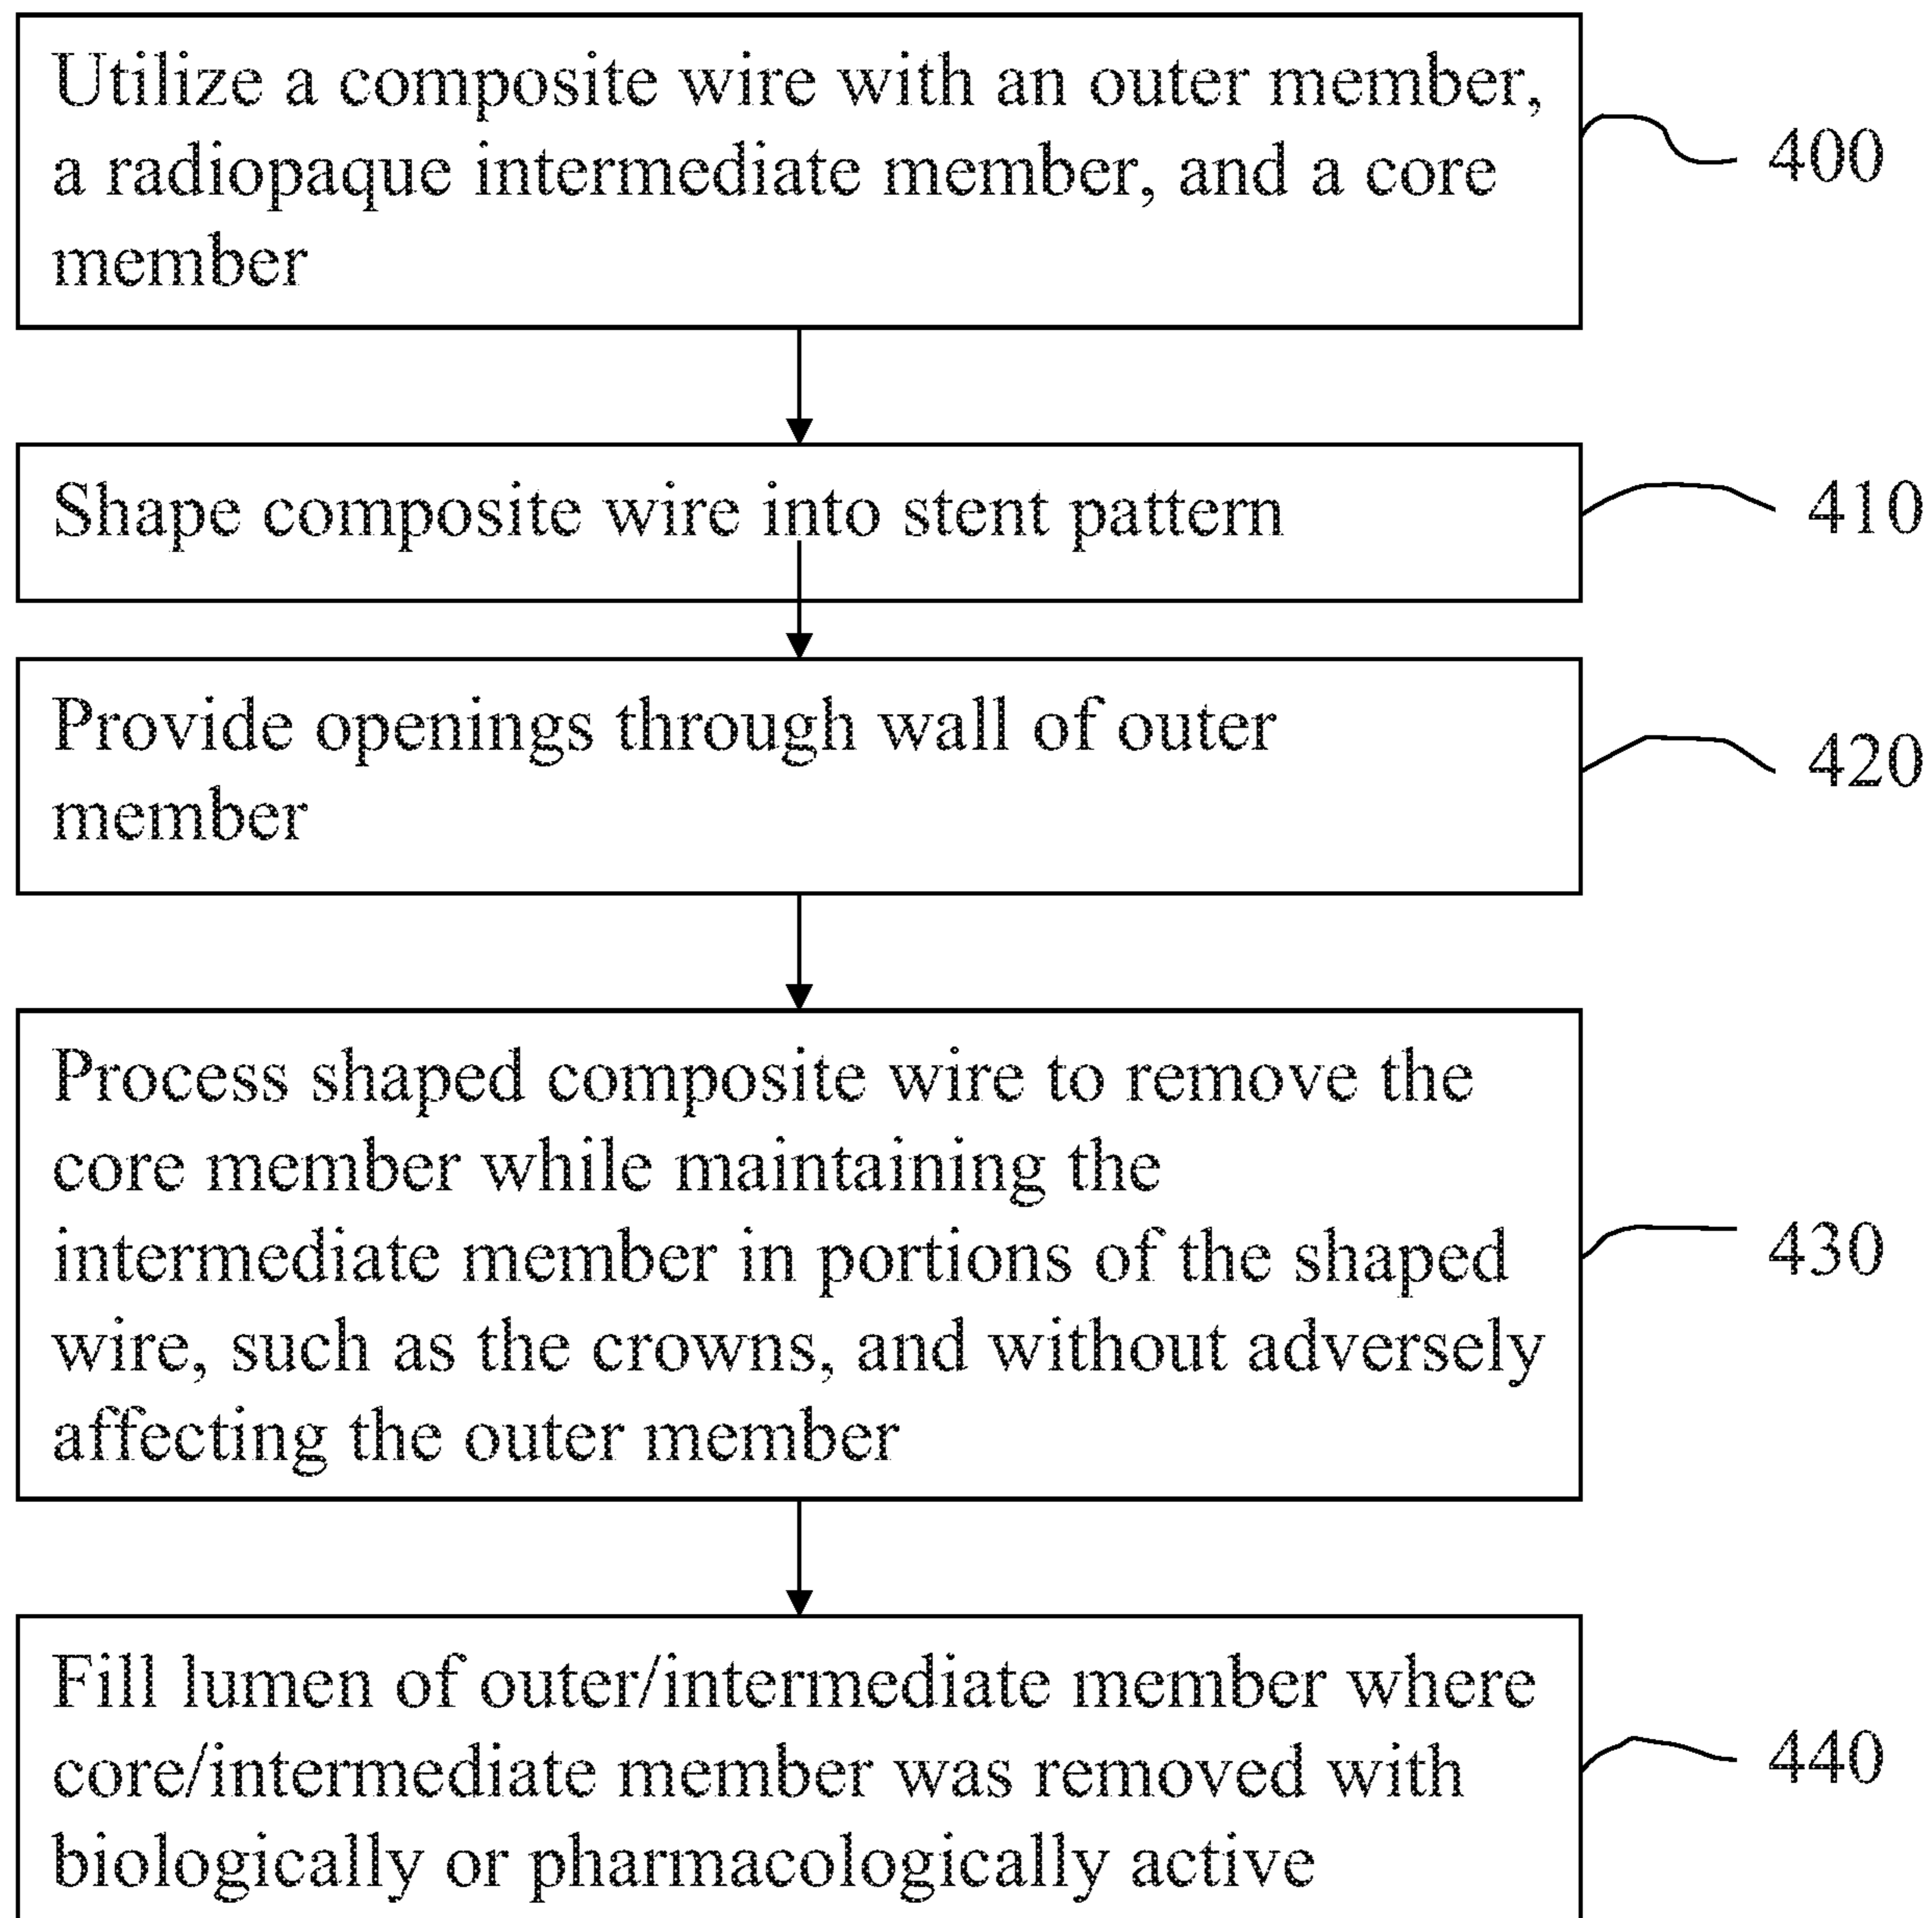 Utilize a composite wire with an outer member,
a radiopaque intermediate member, and a core
member
400
Shape composite wire into stent pattern
410
Provide openings through wall of outer
member
420
Process shaped composite wire to remove the
core member while maintaining the
intermediate member in portions of the shaped
wire, such as the crowns, and without adversely
affecting the outer member
430
Fill lumen of outer/intermediate member where
core/intermediate member was removed with
biologically or pharmacologically active
440